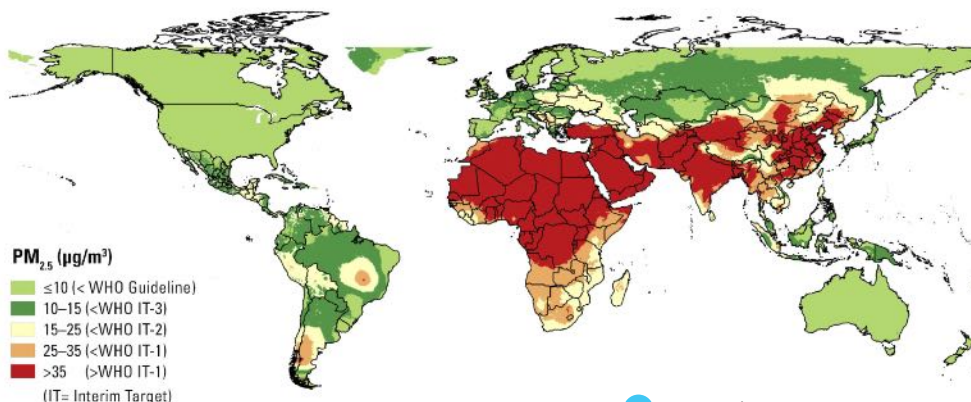 PM2.5 (µg/m³)
≤10 (< WHO Guideline)
10–15 (<WHO IT-3)
15–25 (<WHO IT-2)
25–35 (<WHO IT-1)
>35 (>WHO IT-1)
(IT= Interim Target)